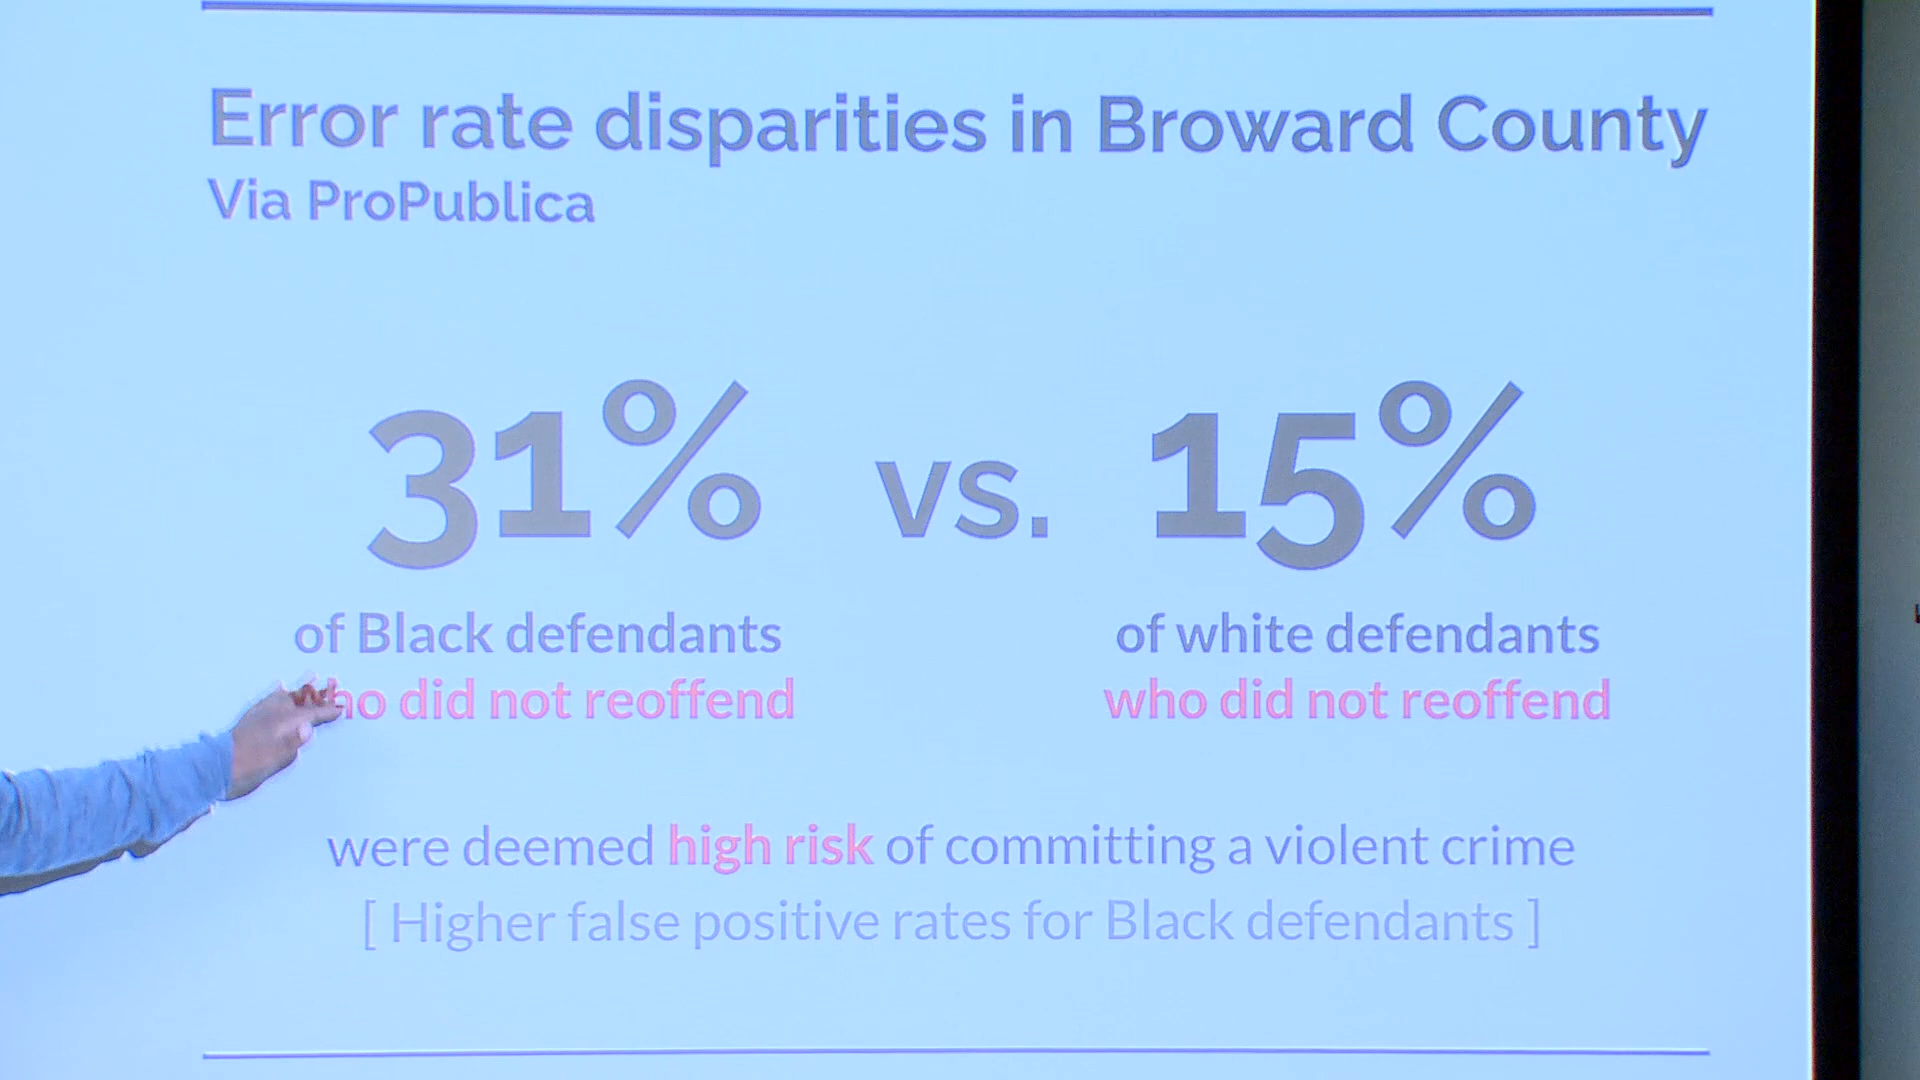 Error rate disparities in Broward County
Via ProPublica
31% vs. 15%
of Black defendants
who did not reoffend
of white defendants
who did not reoffend
were deemed high risk of committing a violent crime
[ Higher false positive rates for Black defendants ]